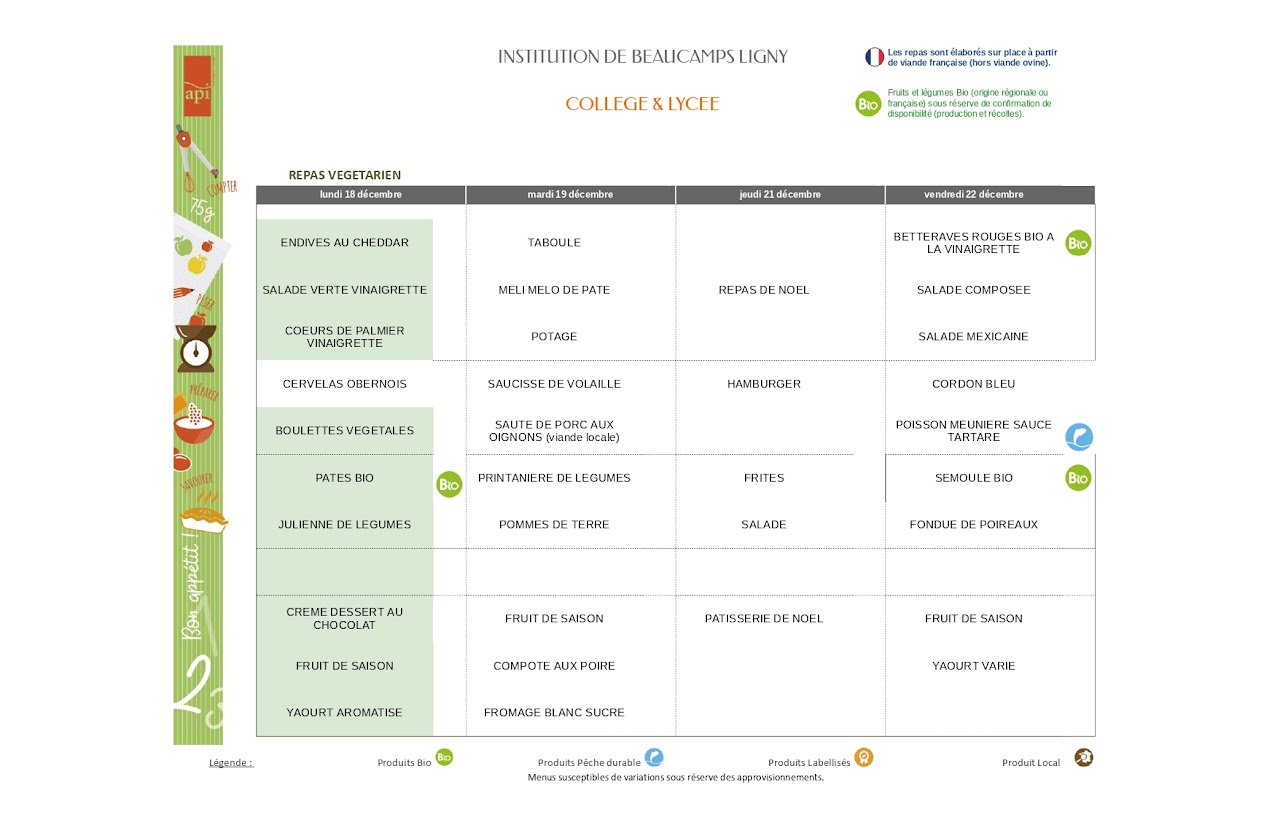 INSTITUTION DE BEAUCAMPS LIGNY
COLLEGE & LYCEE
Les repas sont élaborés sur place à partir
de viande française (hors viande ovine).
Bio
Fruits et légumes Bio (origine régionale ou
française) sous réserve de confirmation de
disponibilité (production et récoltes).
api
COMPTER
75g
PESER
PRÉPARER
SAVOURER
Bon appétit !
1
2
3
REPAS VEGETARIEN
lundi 18 décembre
mardi 19 décembre
jeudi 21 décembre
vendredi 22 décembre
ENDIVES AU CHEDDAR
TABOULE
BETTERAVES ROUGES BIO A
LA VINAIGRETTE
Bio
SALADE VERTE VINAIGRETTE
MELI MELO DE PATE
REPAS DE NOEL
SALADE COMPOSEE
COEURS DE PALMIER
VINAIGRETTE
POTAGE
SALADE MEXICAINE
CERVELAS OBERNOIS
SAUCISSE DE VOLAILLE
HAMBURGER
CORDON BLEU
BOULETTES VEGETALES
SAUTE DE PORC AUX
OIGNONS (viande locale)
POISSON MEUNIERE SAUCE
TARTARE
PATES BIO
Bio
PRINTANIERE DE LEGUMES
FRITES
SEMOULE BIO
Bio
JULIENNE DE LEGUMES
POMMES DE TERRE
SALADE
FONDUE DE POIREAUX
CREME DESSERT AU
CHOCOLAT
FRUIT DE SAISON
PATISSERIE DE NOEL
FRUIT DE SAISON
FRUIT DE SAISON
COMPOTE AUX POIRE
YAOURT VARIE
YAOURT AROMATISE
FROMAGE BLANC SUCRE
Légende :
Produits Bio
Bio
Produits Pêche durable
Produits Labellisés
Produit Local
Menus susceptibles de variations sous réserve des approvisionnements.